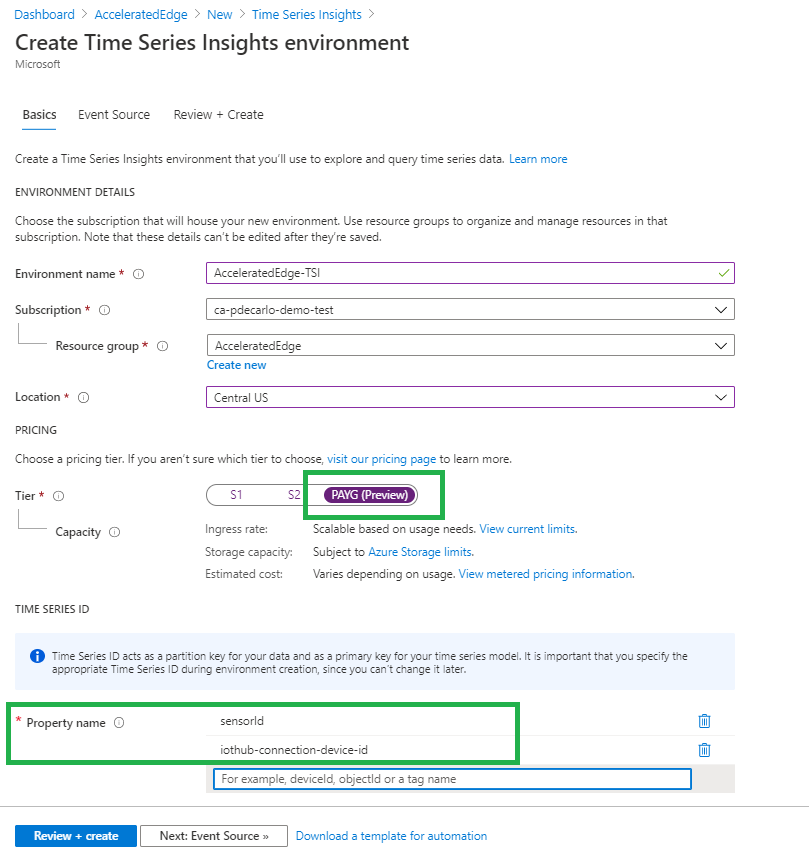 Dashboard > AcceleratedEdge > New > Time Series Insights >
Create Time Series Insights environment
Microsoft
Basics Event Source Review + Create
Create a Time Series Insights environment that you'll use to explore and query time series data. Learn more
ENVIRONMENT DETAILS
Choose the subscription that will house your new environment. Use resource groups to organize and manage resources in that
subscription. Note that these details can't be edited after they're saved.
Environment name * AcceleratedEdge-TSI
Subscription * ca-pdecarlo-demo-test
Resource group * AcceleratedEdge
Create new
Location * Central US
PRICING
Choose a pricing tier. If you aren't sure which tier to choose, visit our pricing page to learn more.
Tier * S1 S2 PAYG (Preview)
Capacity Ingress rate: Scalable based on usage needs. View current limits.
Storage capacity: Subject to Azure Storage limits.
Estimated cost: Varies depending on usage. View metered pricing information.
TIME SERIES ID
Time Series ID acts as a partition key for your data and as a primary key for your time series model. It is important that you specify the
appropriate Time Series ID during environment creation, since you can't change it later.
* Property name sensorId
iothub-connection-device-id
For example, deviceId, objectId or a tag name
Review + create Next: Event Source » Download a template for automation